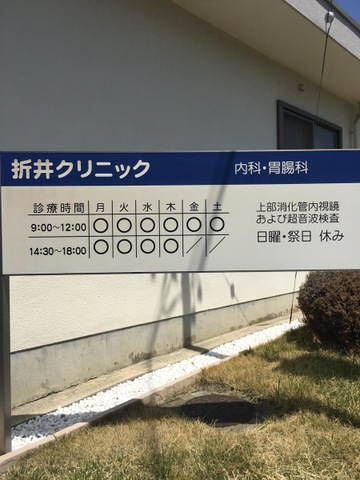 折井クリニック 内科・胃腸科
診療時間 月 火 水 木 金 土
9:00〜12:00 ○ ○ ○ ○ ○ ○
14:30〜18:00 ○ ○ ○ ○ ／ ／
上部消化管内視鏡
および超音波検査
日曜・祭日 休み